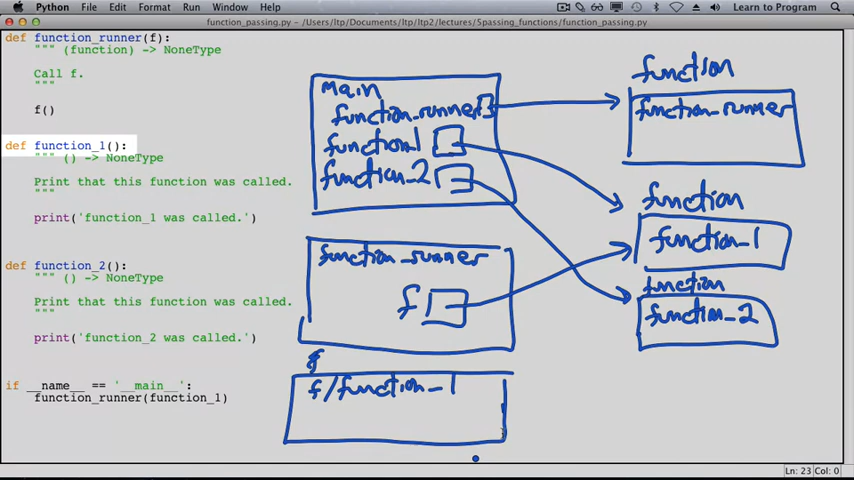 Python File Edit Format Run Window Help Learn to Program
function_passing.py - /Users/ltp/Documents/ltp/ltp2/lectures/5passing_functions/function_passing.py
def function_runner(f):
""" (function) -> NoneType
Call f.
"""
f()
def function_1():
""" () -> NoneType
Print that this function was called.
"""
print('function_1 was called.')
def function_2():
""" () -> NoneType
Print that this function was called.
"""
print('function_2 was called.')
if __name__ == '__main__':
function_runner(function_1)
Main
function_runner
function_1
function_2
function_runner
f
f/function_1
function
function_runner
function
function_1
function
function_2
Ln: 23 Col: 0